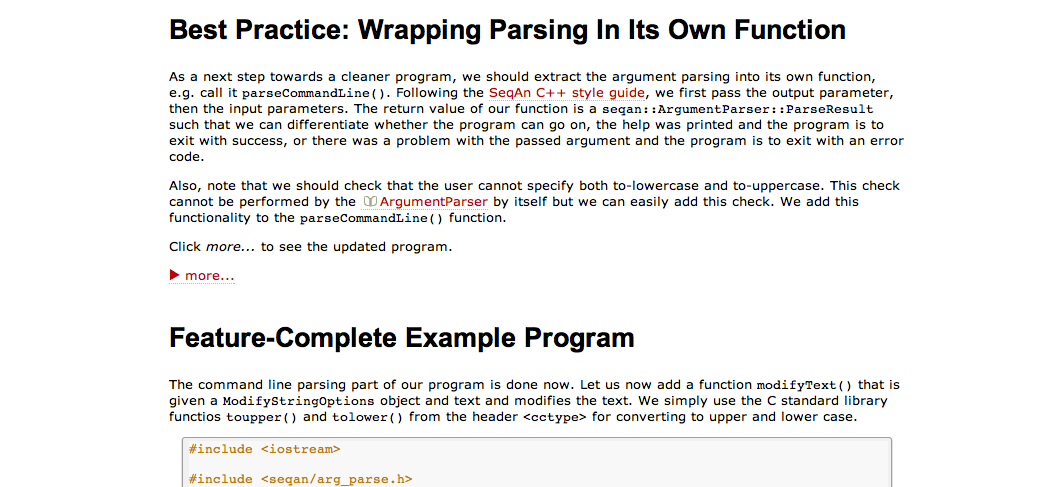 Best Practice: Wrapping Parsing In Its Own Function
As a next step towards a cleaner program, we should extract the argument parsing into its own function,
e.g. call it parseCommandLine(). Following the SeqAn C++ style guide, we first pass the output parameter,
then the input parameters. The return value of our function is a seqan::ArgumentParser::ParseResult
such that we can differentiate whether the program can go on, the help was printed and the program is to
exit with success, or there was a problem with the passed argument and the program is to exit with an error
code.
Also, note that we should check that the user cannot specify both to-lowercase and to-uppercase. This check
cannot be performed by the ArgumentParser by itself but we can easily add this check. We add this
functionality to the parseCommandLine() function.
Click more... to see the updated program.
more...
Feature-Complete Example Program
The command line parsing part of our program is done now. Let us now add a function modifyText() that is
given a ModifyStringOptions object and text and modifies the text. We simply use the C standard library
functios toupper() and tolower() from the header <cctype> for converting to upper and lower case.
#include <iostream>
#include <seqan/arg_parse.h>